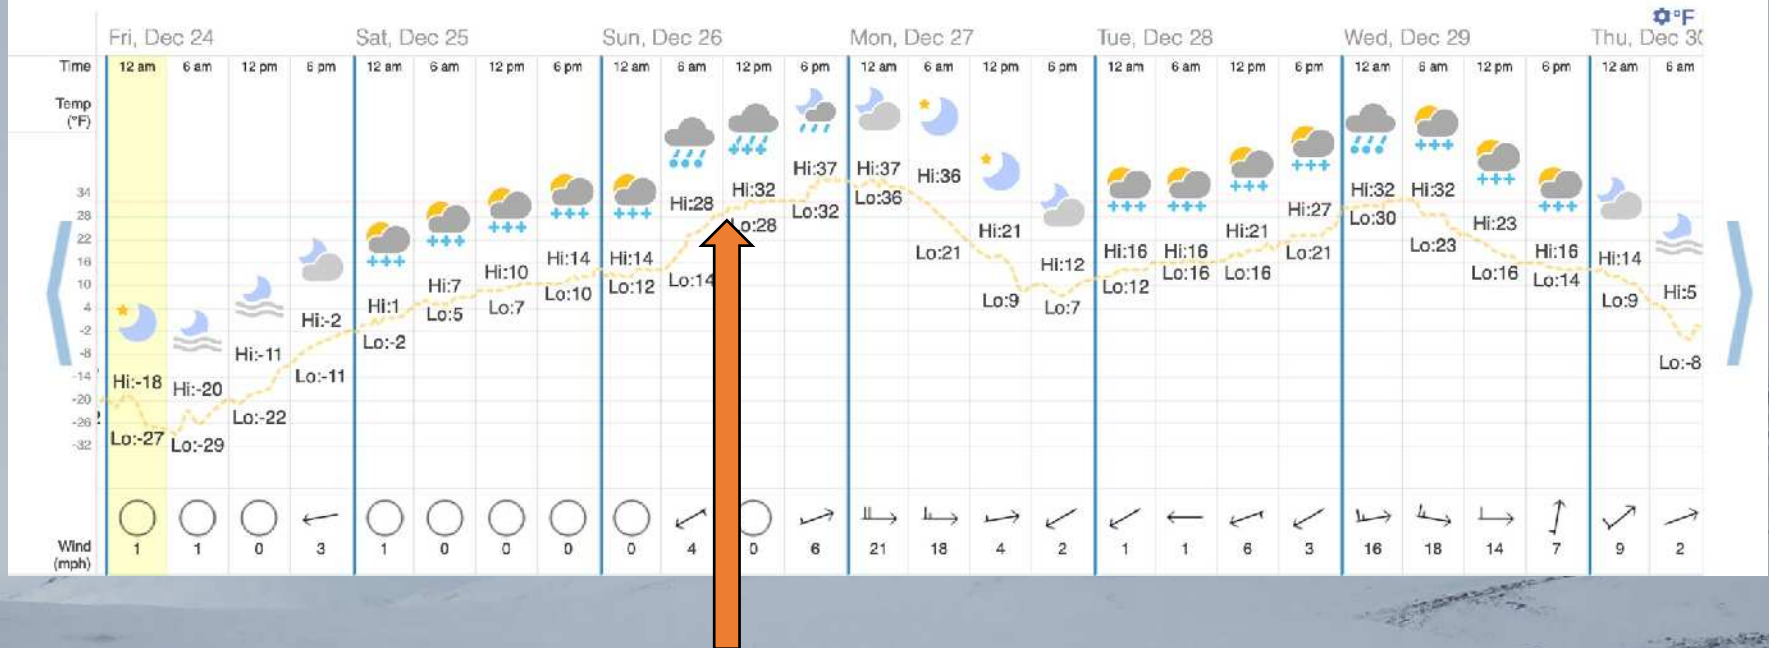 °F
Fri, Dec 24 Sat, Dec 25 Sun, Dec 26 Mon, Dec 27 Tue, Dec 28 Wed, Dec 29 Thu, Dec 30
Time 12 am 6 am 12 pm 6 pm 12 am 6 am 12 pm 6 pm 12 am 6 am 12 pm 6 pm 12 am 6 am 12 pm 6 pm 12 am 6 am 12 pm 6 pm 12 am 6 am 12 pm 6 pm 12 am 6 am
Temp
(°F)
34
28
22
16
10
4
-2
-8
-14
-20
-26
-32
Hi:-18 Hi:-20 Hi:-11 Hi:-2 Hi:1 Hi:7 Hi:10 Hi:14 Hi:14 Hi:28 Hi:32 Hi:37 Hi:37 Hi:36 Hi:21 Hi:12 Hi:16 Hi:16 Hi:21 Hi:27 Hi:32 Hi:32 Hi:23 Hi:16 Hi:14 Hi:5
Lo:-27 Lo:-29 Lo:-22 Lo:-11 Lo:-2 Lo:5 Lo:7 Lo:10 Lo:12 Lo:14 Lo:28 Lo:32 Lo:36 Lo:21 Lo:9 Lo:7 Lo:12 Lo:16 Lo:16 Lo:21 Lo:30 Lo:23 Lo:16 Lo:14 Lo:9 Lo:-8
Wind
(mph)
1 1 0 3 1 0 0 0 0 4 0 6 21 18 4 2 1 1 6 3 16 18 14 7 9 2